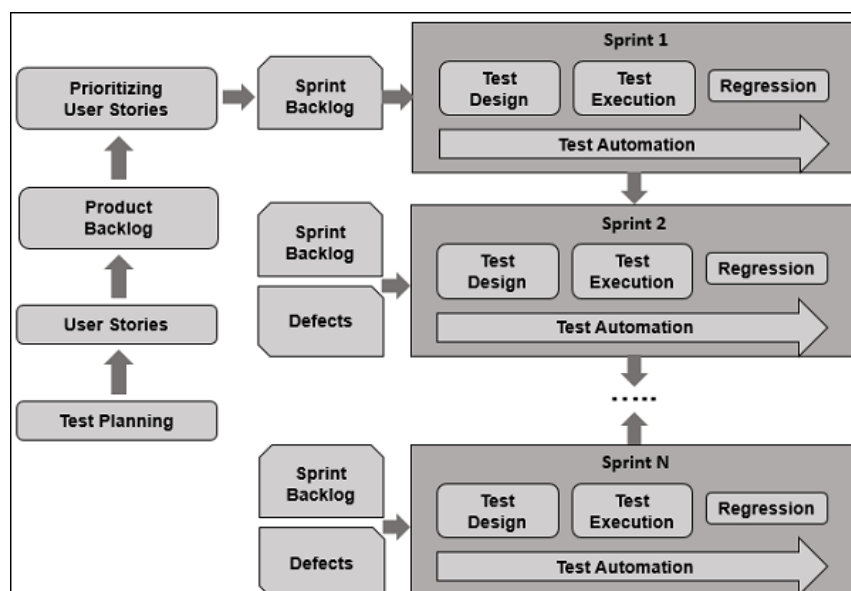 Prioritizing
User Stories
Product
Backlog
User Stories
Test Planning
Sprint
Backlog
Sprint 1
Test
Design
Test
Execution
Regression
Test Automation
Sprint
Backlog
Defects
Sprint 2
Test
Design
Test
Execution
Regression
Test Automation
.....
Sprint
Backlog
Defects
Sprint N
Test
Design
Test
Execution
Regression
Test Automation